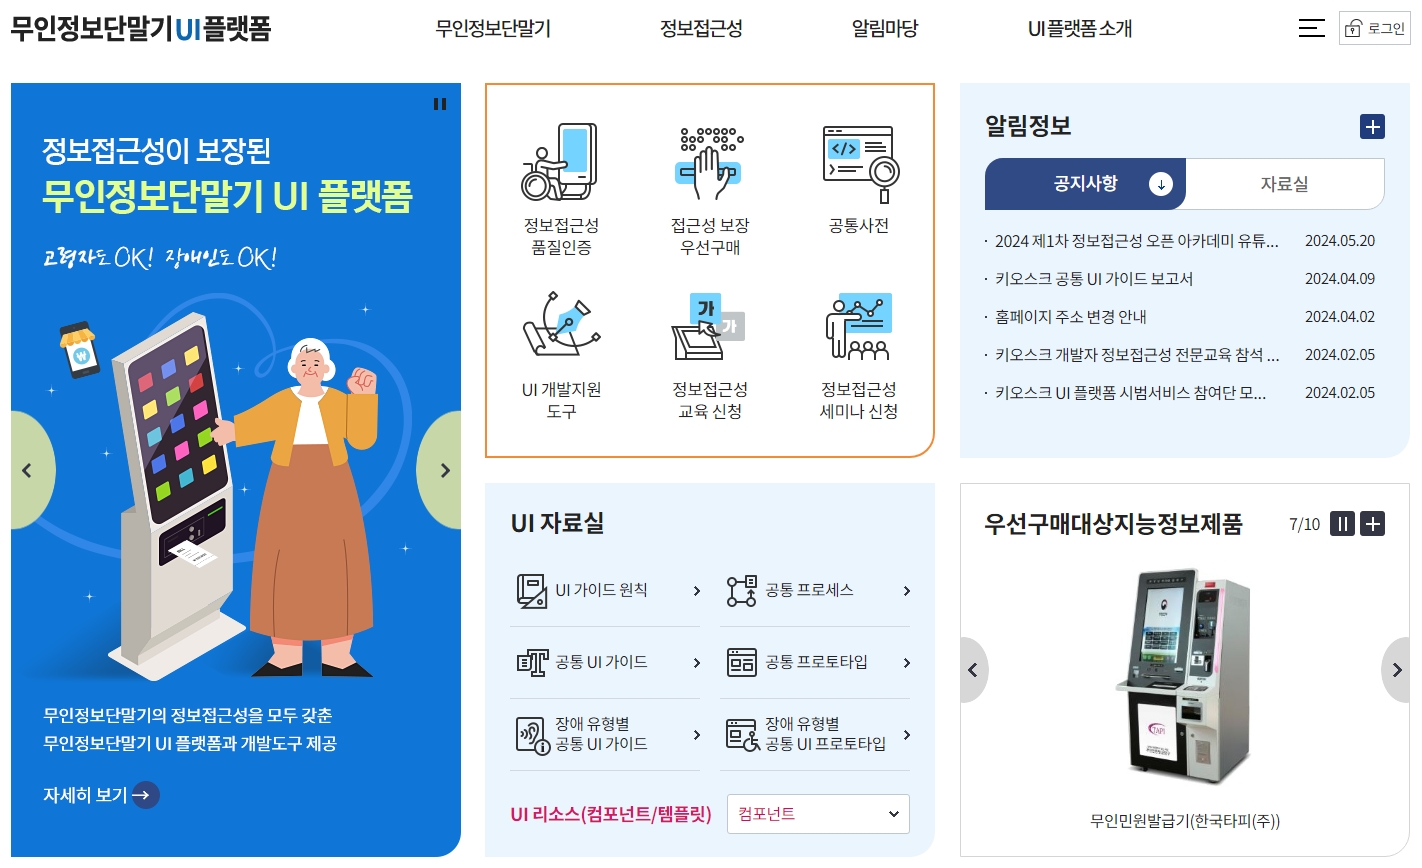 무인정보단말기UI플랫폼
무인정보단말기
정보접근성
알림마당
UI플랫폼 소개
로그인
정보접근성이 보장된
무인정보단말기 UI 플랫폼
고령자도 OK! 장애인도 OK!
₩
무인정보단말기의 정보접근성을 모두 갖춘
무인정보단말기 UI 플랫폼과 개발도구 제공
자세히 보기
</>
정보접근성
품질인증
접근성 보장
우선구매
공통사전
가
가
UI 개발지원
도구
정보접근성
교육 신청
정보접근성
세미나 신청
알림정보
공지사항
자료실
· 2024 제1차 정보접근성 오픈 아카데미 유튜... 2024.05.20
· 키오스크 공통 UI 가이드 보고서 2024.04.09
· 홈페이지 주소 변경 안내 2024.04.02
· 키오스크 개발자 정보접근성 전문교육 참석 ... 2024.02.05
· 키오스크 UI 플랫폼 시범서비스 참여단 모... 2024.02.05
UI 자료실
UI 가이드 원칙
공통 프로세스
공통 UI 가이드
공통 프로토타입
장애 유형별
공통 UI 가이드
장애 유형별
공통 UI 프로토타입
UI 리소스(컴포넌트/템플릿)
컴포넌트
우선구매대상지능정보제품
7/10
TAPI
무인민원발급기(한국타피(주))